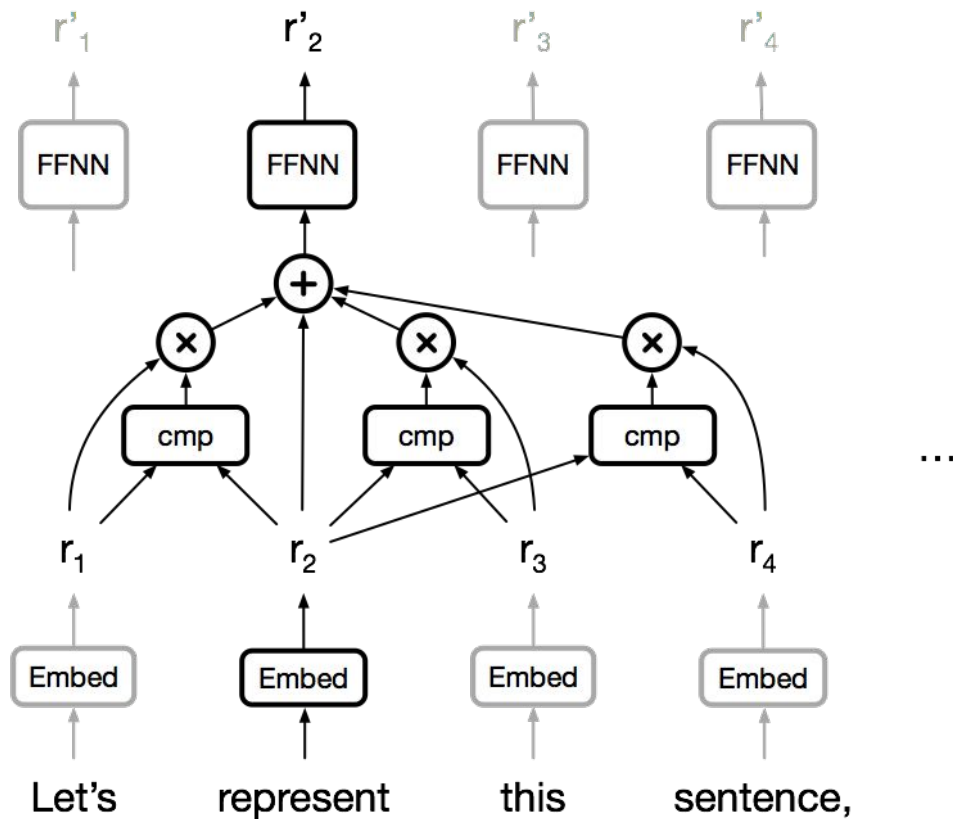 r'₁ r'₂ r'₃ r'₄
FFNN FFNN FFNN FFNN
+
× × ×
cmp cmp cmp
...
r₁ r₂ r₃ r₄
Embed Embed Embed Embed
Let's represent this sentence,